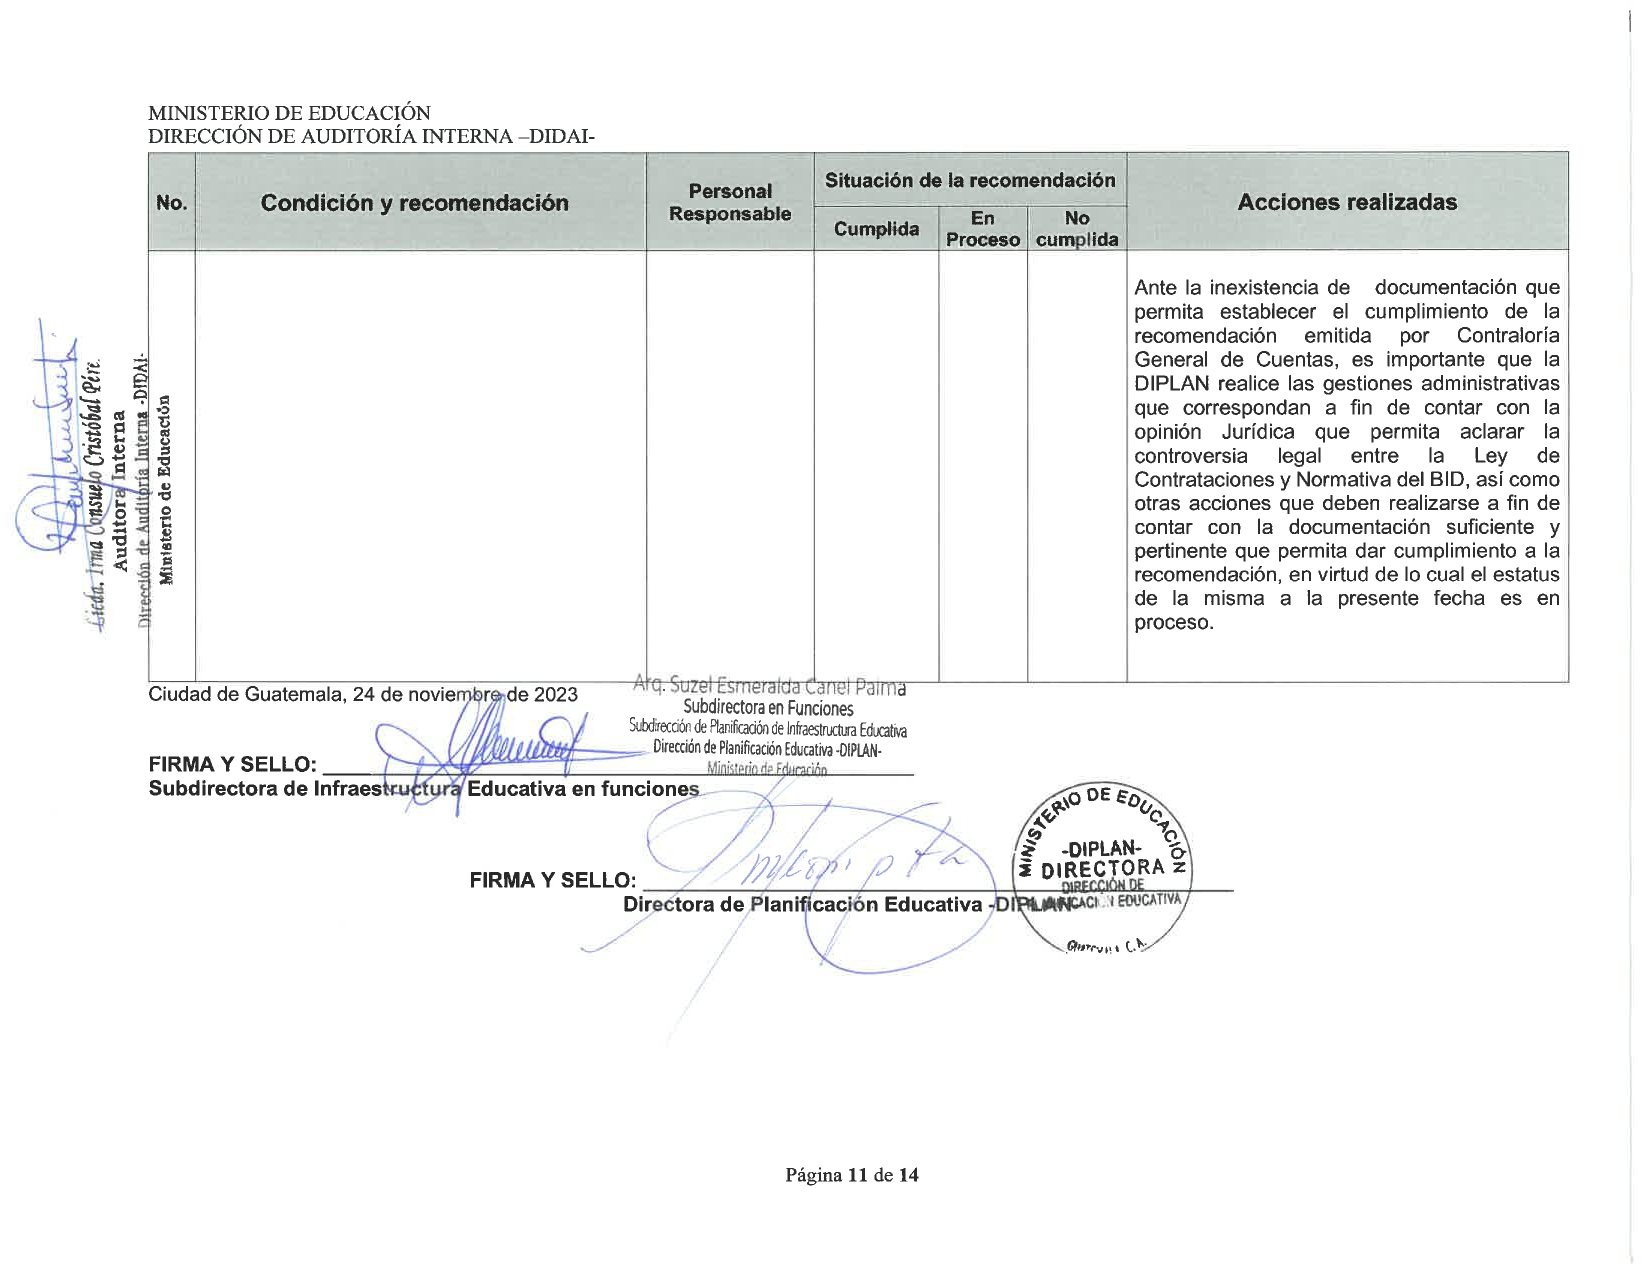 MINISTERIO DE EDUCACIÓN
DIRECCIÓN DE AUDITORÍA INTERNA –DIDAI-
No.
Condición y recomendación
Personal
Responsable
Situación de la recomendación
Cumplida
En
Proceso
No
cumplida
Acciones realizadas
Ante la inexistencia de documentación que
permita establecer el cumplimiento de la
recomendación emitida por Contraloría
General de Cuentas, es importante que la
DIPLAN realice las gestiones administrativas
que correspondan a fin de contar con la
opinión Jurídica que permita aclarar la
controversia legal entre la Ley de
Contrataciones y Normativa del BID, así como
otras acciones que deben realizarse a fin de
contar con la documentación suficiente y
pertinente que permita dar cumplimiento a la
recomendación, en virtud de lo cual el estatus
de la misma a la presente fecha es en
proceso.
Licda. Irma Consuelo Cristóbal
Auditora Interna
Dirección de Auditoría Interna -DIDAI-
Ministerio de Educación
Ciudad de Guatemala, 24 de noviembre de 2023
Arq. Suzel Esmeralda Canel Paima
Subdirectora en Funciones
Subdirección de Planificación de Infraestructura Educativa
Dirección de Planificación Educativa -DIPLAN-
Ministerio de Educación
FIRMA Y SELLO:
Subdirectora de Infraestructura Educativa en funciones
MINISTERIO DE EDUCACIÓN
-DIPLAN-
DIRECTORA
DIRECCIÓN DE
EDUCATIVA
C.A.
FIRMA Y SELLO:
Directora de Planificación Educativa -DIPLAN-
Página 11 de 14